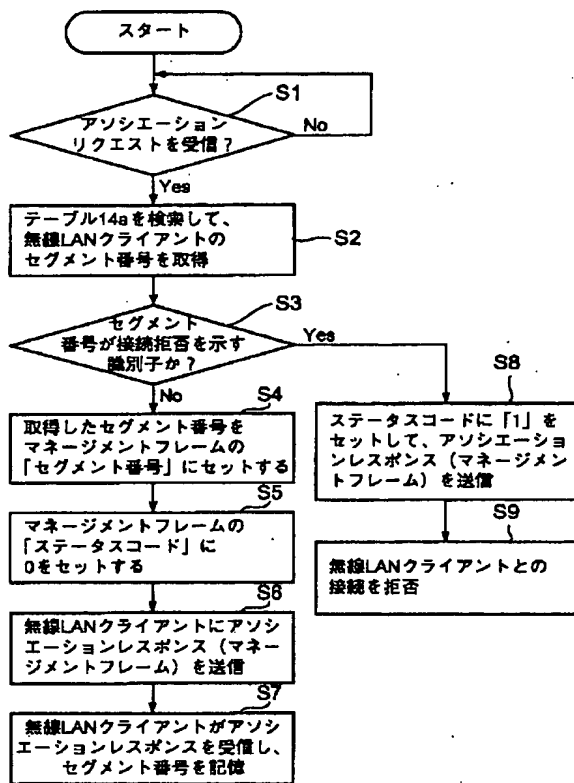 スタート
S1
アソシエーション
リクエストを受信？
No
Yes
テーブル14aを検索して、
無線LANクライアントの
セグメント番号を取得
S2
S3
セグメント
番号が接続拒否を示す
識別子か？
Yes
No
S4
取得したセグメント番号を
マネージメントフレームの
「セグメント番号」にセットする
S5
マネージメントフレームの
「ステータスコード」に
0をセットする
S6
無線LANクライアントにアソシ
エーションレスポンス（マネー
ジメントフレーム）を送信
S7
無線LANクライアントがアソシ
エーションレスポンスを受信し、
セグメント番号を記憶
S8
ステータスコードに「1」を
セットして、アソシエーショ
ンレスポンス（マネージメン
トフレーム）を送信
S9
無線LANクライアントとの
接続を拒否